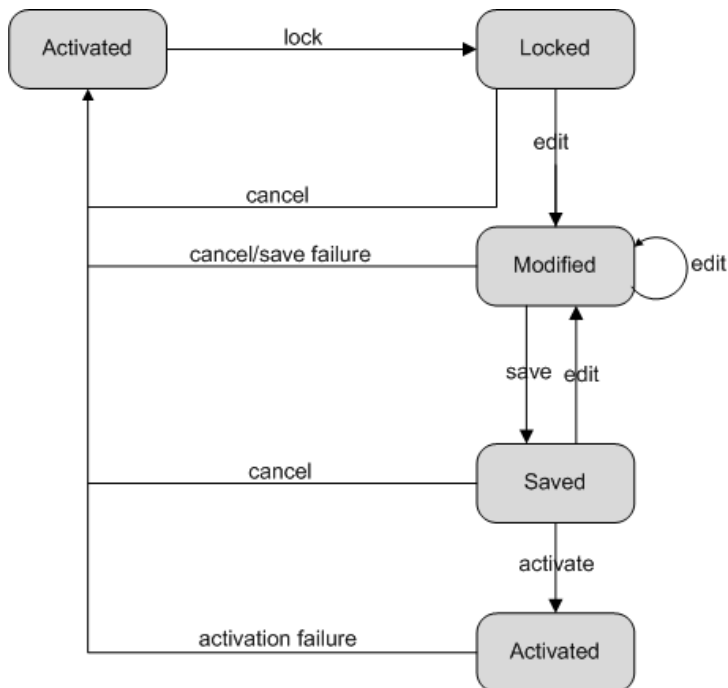 Activated
lock
Locked
edit
cancel
cancel/save failure
Modified
edit
save
edit
cancel
Saved
activate
activation failure
Activated